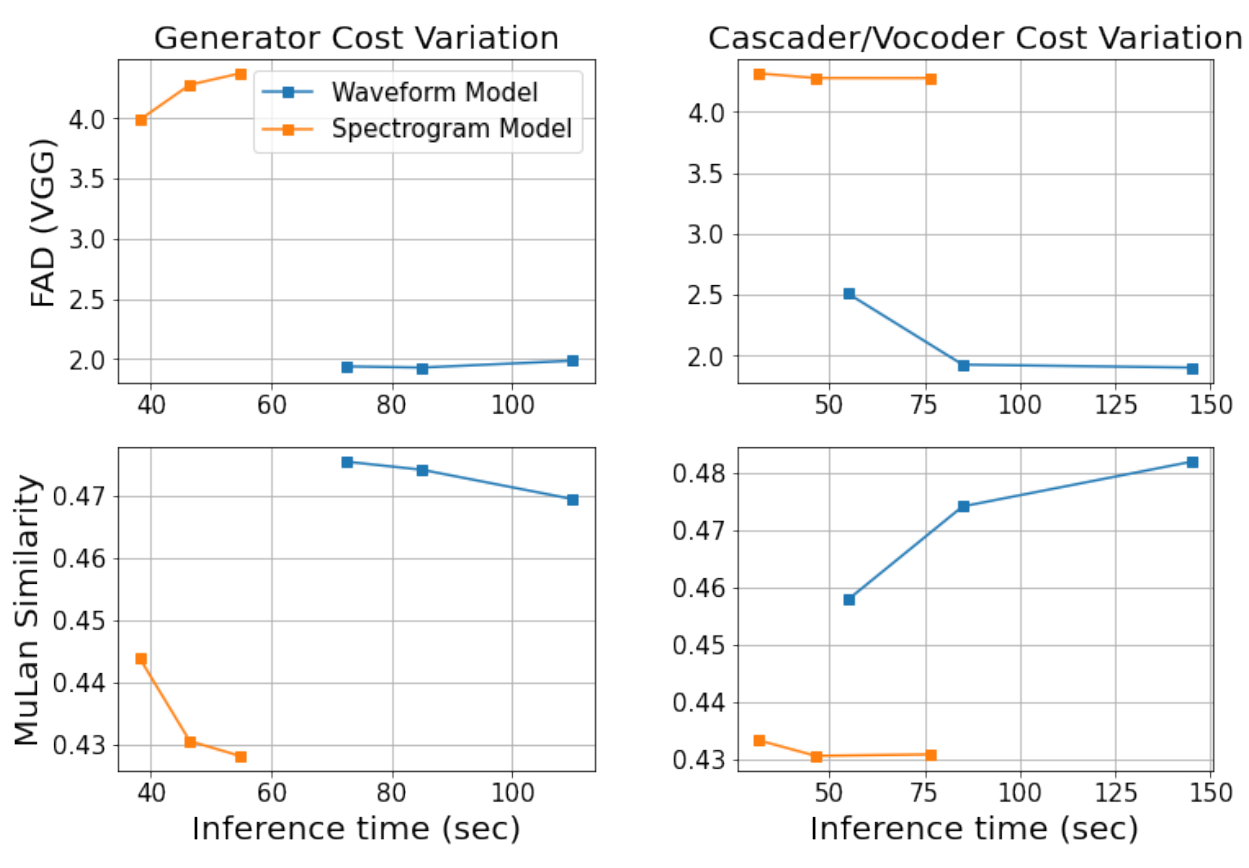 Generator Cost Variation
Waveform Model
Spectrogram Model
FAD (VGG)
4.0
3.5
3.0
2.5
2.0
40 60 80 100
Cascader/Vocoder Cost Variation
4.0
3.5
3.0
2.5
2.0
50 75 100 125 150
MuLan Similarity
0.47
0.46
0.45
0.44
0.43
40 60 80 100
Inference time (sec)
0.48
0.47
0.46
0.45
0.44
0.43
50 75 100 125 150
Inference time (sec)